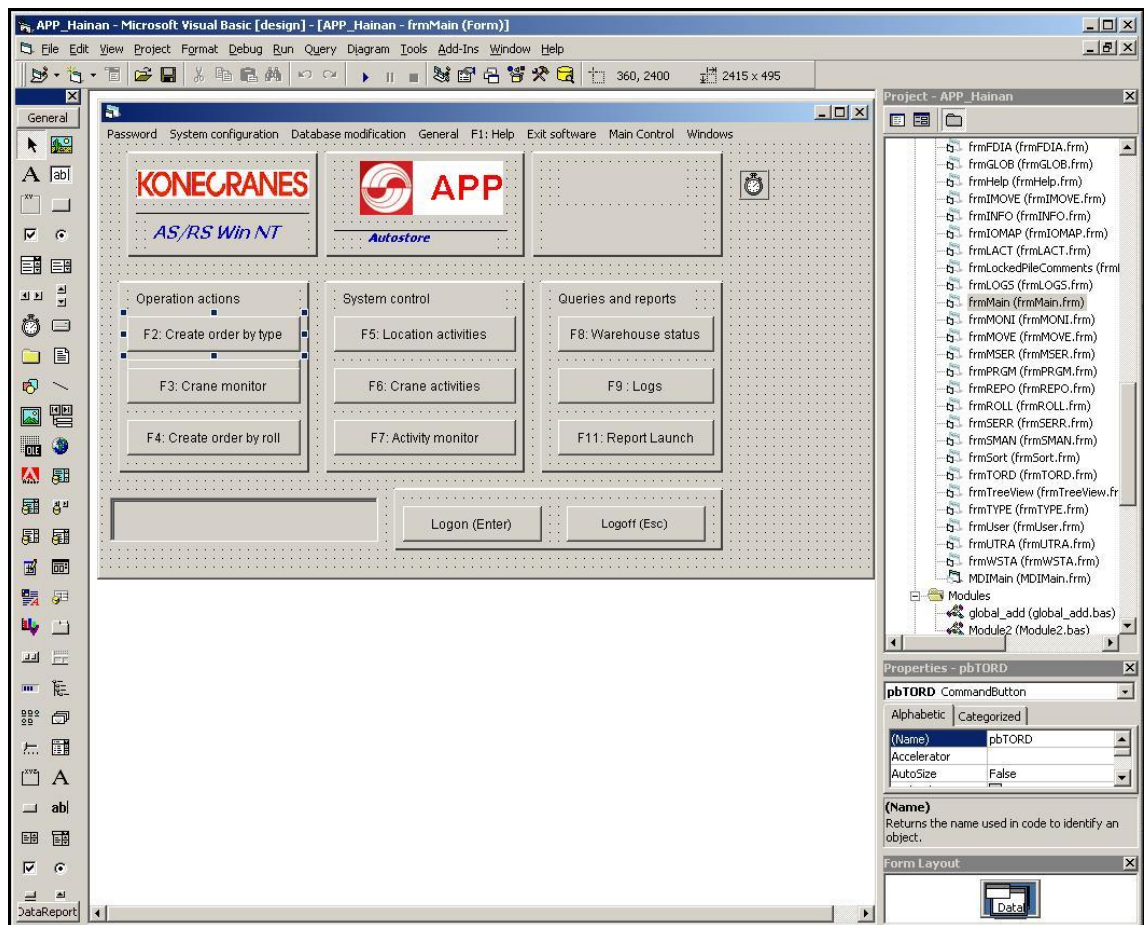 APP_Hainan - Microsoft Visual Basic [design] - [APP_Hainan - frmMain (Form)]
File Edit View Project Format Debug Run Query Diagram Tools Add-Ins Window Help
360, 2400 2415 x 495
General
Password System configuration Database modification General F1: Help Exit software Main Control Windows
KONECRANES
AS/RS Win NT
APP
Autostore
Operation actions
F2: Create order by type
F3: Crane monitor
F4: Create order by roll
System control
F5: Location activities
F6: Crane activities
F7: Activity monitor
Queries and reports
F8: Warehouse status
F9 : Logs
F11: Report Launch
Logon (Enter)
Logoff (Esc)
DataReport
Project - APP_Hainan
frmFDIA (frmFDIA.frm)
frmGLOB (frmGLOB.frm)
frmHelp (frmHelp.frm)
frmIMOVE (frmIMOVE.frm)
frmINFO (frmINFO.frm)
frmIOMAP (frmIOMAP.frm)
frmLACT (frmLACT.frm)
frmLockedPileComments (frml
frmLOGS (frmLOGS.frm)
frmMain (frmMain.frm)
frmMONI (frmMONI.frm)
frmMOVE (frmMOVE.frm)
frmMSER (frmMSER.frm)
frmPRGM (frmPRGM.frm)
frmREPO (frmREPO.frm)
frmROLL (frmROLL.frm)
frmSERR (frmSERR.frm)
frmSMAN (frmSMAN.frm)
frmSort (frmSort.frm)
frmTORD (frmTORD.frm)
frmTreeView (frmTreeView.fr
frmTYPE (frmTYPE.frm)
frmUser (frmUser.frm)
frmUTRA (frmUTRA.frm)
frmWSTA (frmWSTA.frm)
MDIMain (MDIMain.frm)
Modules
global_add (global_add.bas)
Module2 (Module2.bas)
Properties - pbTORD
pbTORD CommandButton
Alphabetic Categorized
(Name) pbTORD
Accelerator
AutoSize False
(Name)
Returns the name used in code to identify an
object.
Form Layout
Datal